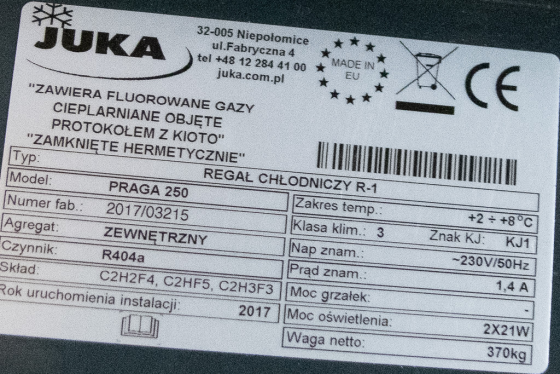 JUKA
32-005 Niepołomice
ul.Fabryczna 4
tel +48 12 284 41 00
juka.com.pl
MADE IN
EU
CE
"ZAWIERA FLUOROWANE GAZY
CIEPLARNIANE OBJĘTE
PROTOKOŁEM Z KIOTO"
"ZAMKNIĘTE HERMETYCZNIE"
Typ: REGAŁ CHŁODNICZY R-1
Model: PRAGA 250
Numer fab.: 2017/03215
Agregat: ZEWNĘTRZNY
Czynnik: R404a
Skład: C2H2F4, C2HF5, C2H3F3
Rok uruchomienia instalacji: 2017
Zakres temp.: +2 ÷ +8°C
Klasa klim.: 3 Znak KJ: KJ1
Nap znam.: ~230V/50Hz
Prąd znam.: 1,4 A
Moc grzałek: -
Moc oświetlenia: 2X21W
Waga netto: 370kg